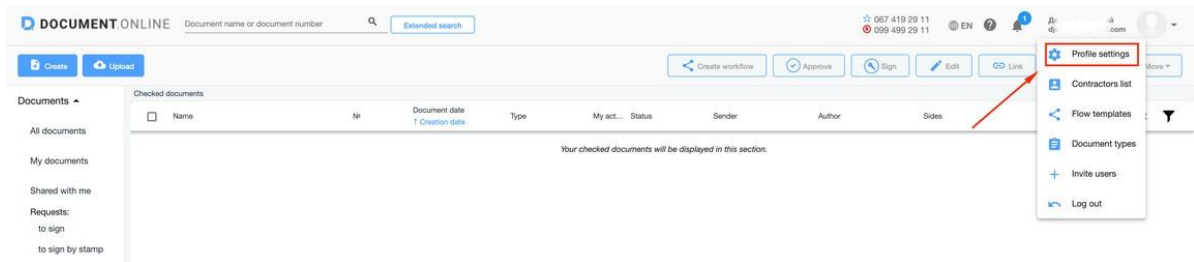 DOCUMENT.ONLINE
Document name or document number
Extended search
067 419 29 11
099 499 29 11
EN
1
.com
Create
Upload
Create workflow
Approve
Sign
Edit
Link
Move
Profile settings
Contractors list
Flow templates
Document types
Invite users
Log out
Documents
All documents
My documents
Shared with me
Requests:
to sign
to sign by stamp
Checked documents
Name
№
Document date
↑ Creation date
Type
My act...
Status
Sender
Author
Sides
Your checked documents will be displayed in this section.